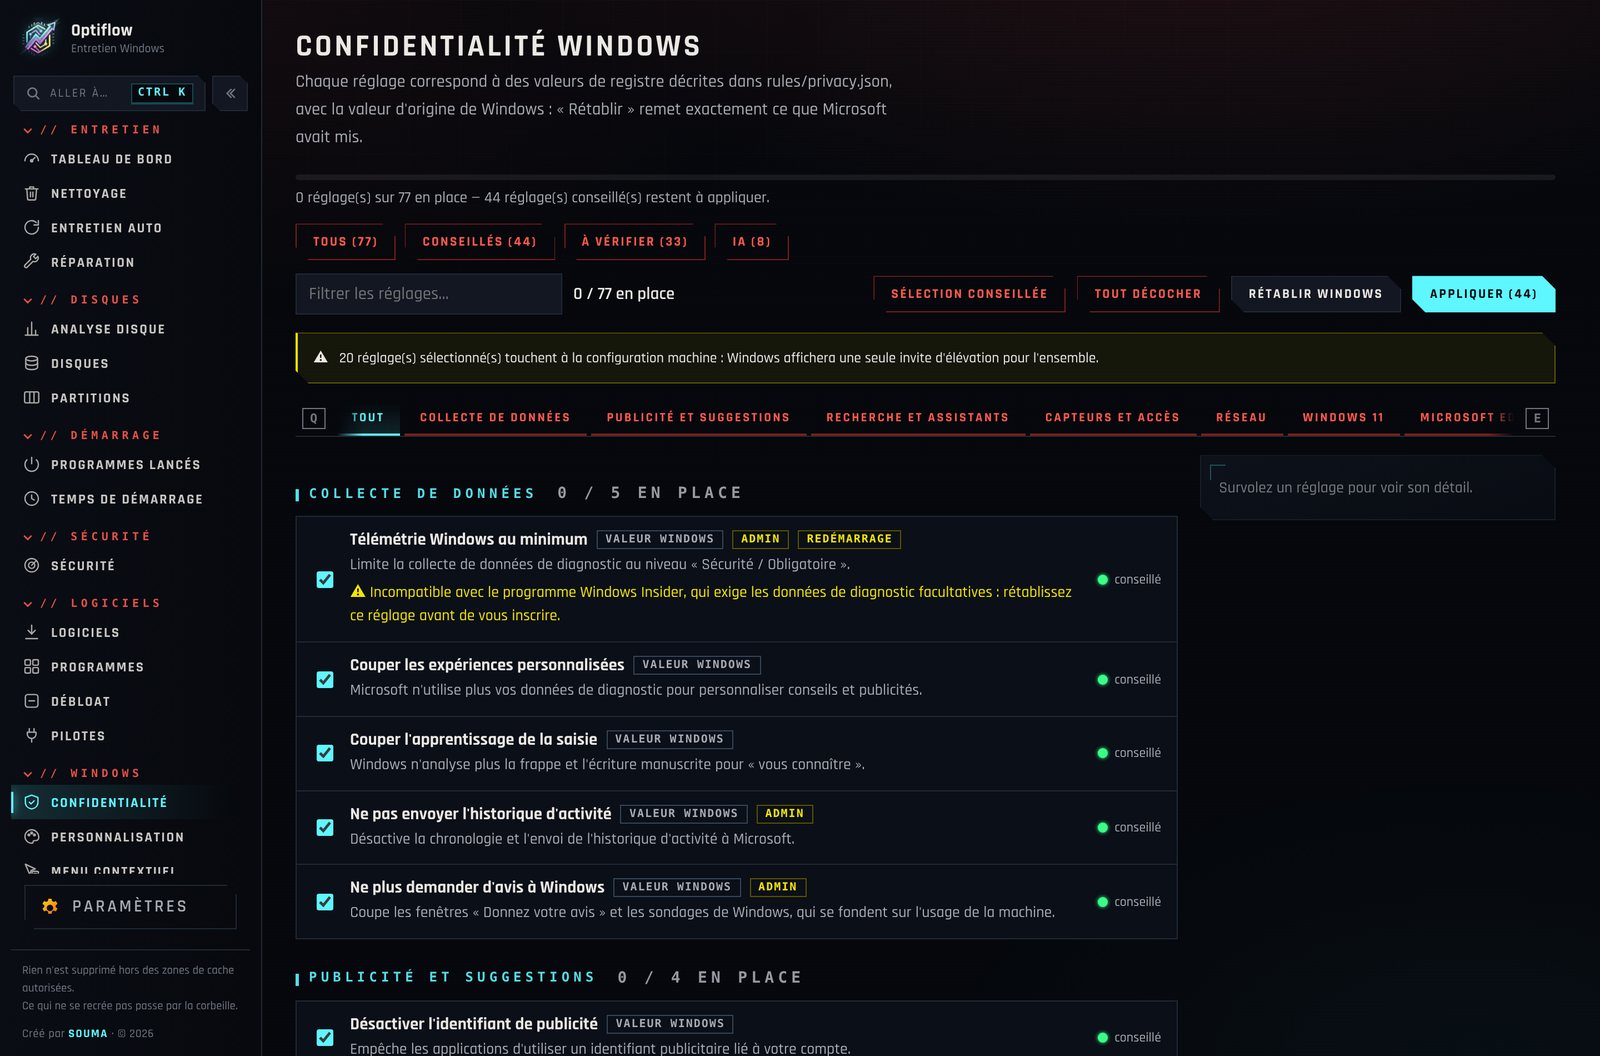 Optiflow
Entretien Windows
ALLER À…
CTRL K
// ENTRETIEN
TABLEAU DE BORD
NETTOYAGE
ENTRETIEN AUTO
RÉPARATION
// DISQUES
ANALYSE DISQUE
DISQUES
PARTITIONS
// DÉMARRAGE
PROGRAMMES LANCÉS
TEMPS DE DÉMARRAGE
// SÉCURITÉ
SÉCURITÉ
// LOGICIELS
LOGICIELS
PROGRAMMES
DÉBLOAT
PILOTES
// WINDOWS
CONFIDENTIALITÉ
PERSONNALISATION
MENU CONTEXTUEL
PARAMÈTRES
Rien n'est supprimé hors des zones de cache
autorisées.
Ce qui ne se recrée pas passe par la corbeille.
Créé par SOUMA · © 2026
CONFIDENTIALITÉ WINDOWS
Chaque réglage correspond à des valeurs de registre décrites dans rules/privacy.json,
avec la valeur d'origine de Windows : « Rétablir » remet exactement ce que Microsoft
avait mis.
0 réglage(s) sur 77 en place — 44 réglage(s) conseillé(s) restent à appliquer.
TOUS (77) CONSEILLÉS (44) À VÉRIFIER (33) IA (8)
Filtrer les réglages... 0 / 77 en place SÉLECTION CONSEILLÉE TOUT DÉCOCHER RÉTABLIR WINDOWS APPLIQUER (44)
20 réglage(s) sélectionné(s) touchent à la configuration machine : Windows affichera une seule invite d'élévation pour l'ensemble.
Q TOUT COLLECTE DE DONNÉES PUBLICITÉ ET SUGGESTIONS RECHERCHE ET ASSISTANTS CAPTEURS ET ACCÈS RÉSEAU WINDOWS 11 MICROSOFT ED E
COLLECTE DE DONNÉES 0 / 5 EN PLACE
Survolez un réglage pour voir son détail.
Télémétrie Windows au minimum VALEUR WINDOWS ADMIN REDÉMARRAGE
Limite la collecte de données de diagnostic au niveau « Sécurité / Obligatoire ».
conseillé
Incompatible avec le programme Windows Insider, qui exige les données de diagnostic facultatives : rétablissez
ce réglage avant de vous inscrire.
Couper les expériences personnalisées VALEUR WINDOWS
conseillé
Microsoft n'utilise plus vos données de diagnostic pour personnaliser conseils et publicités.
Couper l'apprentissage de la saisie VALEUR WINDOWS
conseillé
Windows n'analyse plus la frappe et l'écriture manuscrite pour « vous connaître ».
Ne pas envoyer l'historique d'activité VALEUR WINDOWS ADMIN
conseillé
Désactive la chronologie et l'envoi de l'historique d'activité à Microsoft.
Ne plus demander d'avis à Windows VALEUR WINDOWS ADMIN
conseillé
Coupe les fenêtres « Donnez votre avis » et les sondages de Windows, qui se fondent sur l'usage de la machine.
PUBLICITÉ ET SUGGESTIONS 0 / 4 EN PLACE
Désactiver l'identifiant de publicité VALEUR WINDOWS
conseillé
Empêche les applications d'utiliser un identifiant publicitaire lié à votre compte.